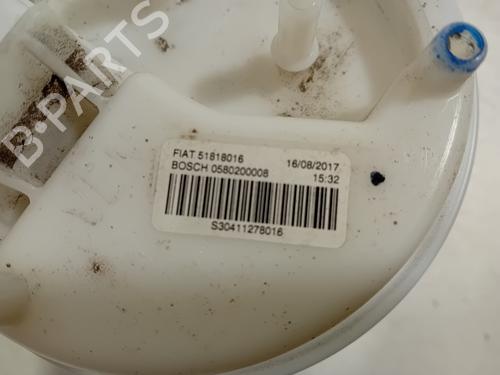 B-PARTS
FIAT 51818016 16/08/2017
BOSCH 0580200008 15:32
S30411278016